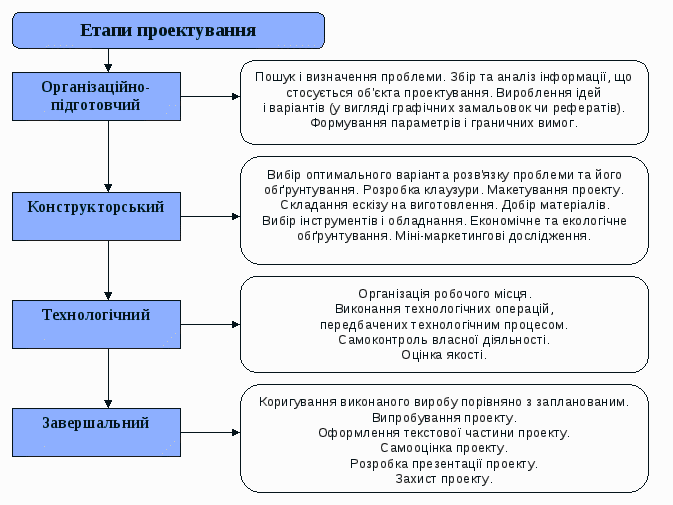 Етапи проектування
Організаційно-
підготовчий
Пошук і визначення проблеми. Збір та аналіз інформації, що
стосується об'єкта проектування. Вироблення ідей
і варіантів (у вигляді графічних замальовок чи рефератів).
Формування параметрів і граничних вимог.
Конструкторський
Вибір оптимального варіанта розв'язку проблеми та його
обґрунтування. Розробка клаузури. Макетування проекту.
Складання ескізу на виготовлення. Добір матеріалів.
Вибір інструментів і обладнання. Економічне та екологічне
обґрунтування. Міні-маркетингові дослідження.
Технологічний
Організація робочого місця.
Виконання технологічних операцій,
передбачених технологічним процесом.
Самоконтроль власної діяльності.
Оцінка якості.
Завершальний
Коригування виконаного виробу порівняно з запланованим.
Випробування проекту.
Оформлення текстової частини проекту.
Самооцінка проекту.
Розробка презентації проекту.
Захист проекту.